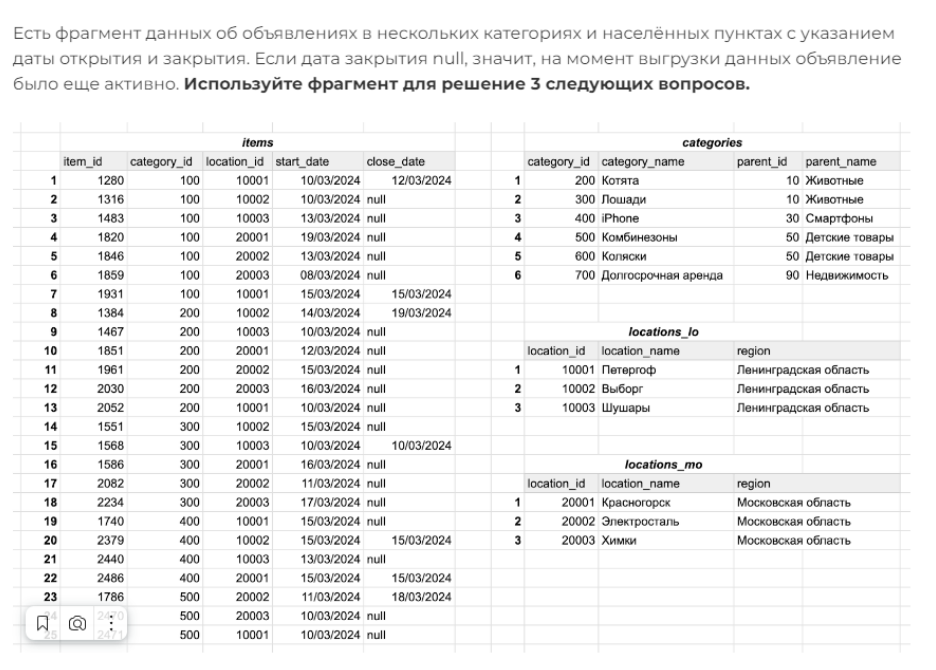 Есть фрагмент данных об объявлениях в нескольких категориях и населённых пунктах с указанием
даты открытия и закрытия. Если дата закрытия null, значит, на момент выгрузки данных объявление
было еще активно. Используйте фрагмент для решение 3 следующих вопросов.
items
item_id category_id location_id start_date close_date
1 1280 100 10001 10/03/2024 12/03/2024
2 1316 100 10002 10/03/2024 null
3 1483 100 10003 13/03/2024 null
4 1820 100 20001 19/03/2024 null
5 1846 100 20002 13/03/2024 null
6 1859 100 20003 08/03/2024 null
7 1931 100 10001 15/03/2024 15/03/2024
8 1384 200 10002 14/03/2024 19/03/2024
9 1467 200 10003 10/03/2024 null
10 1851 200 20001 12/03/2024 null
11 1961 200 20002 15/03/2024 null
12 2030 200 20003 16/03/2024 null
13 2052 200 10001 10/03/2024 null
14 1551 300 10002 15/03/2024 null
15 1568 300 10003 10/03/2024 10/03/2024
16 1586 300 20001 16/03/2024 null
17 2082 300 20002 11/03/2024 null
18 2234 300 20003 17/03/2024 null
19 1740 400 10001 15/03/2024 null
20 2379 400 10002 15/03/2024 15/03/2024
21 2440 400 10003 13/03/2024 null
22 2486 400 20001 15/03/2024 15/03/2024
23 1786 500 20002 11/03/2024 18/03/2024
24 2470 500 20003 10/03/2024 null
25 2471 500 10001 10/03/2024 null
categories
category_id category_name parent_id parent_name
1 200 Котята 10 Животные
2 300 Лошади 10 Животные
3 400 iPhone 30 Смартфоны
4 500 Комбинезоны 50 Детские товары
5 600 Коляски 50 Детские товары
6 700 Долгосрочная аренда 90 Недвижимость
locations_lo
location_id location_name region
1 10001 Петергоф Ленинградская область
2 10002 Выборг Ленинградская область
3 10003 Шушары Ленинградская область
locations_mo
location_id location_name region
1 20001 Красногорск Московская область
2 20002 Электросталь Московская область
3 20003 Химки Московская область